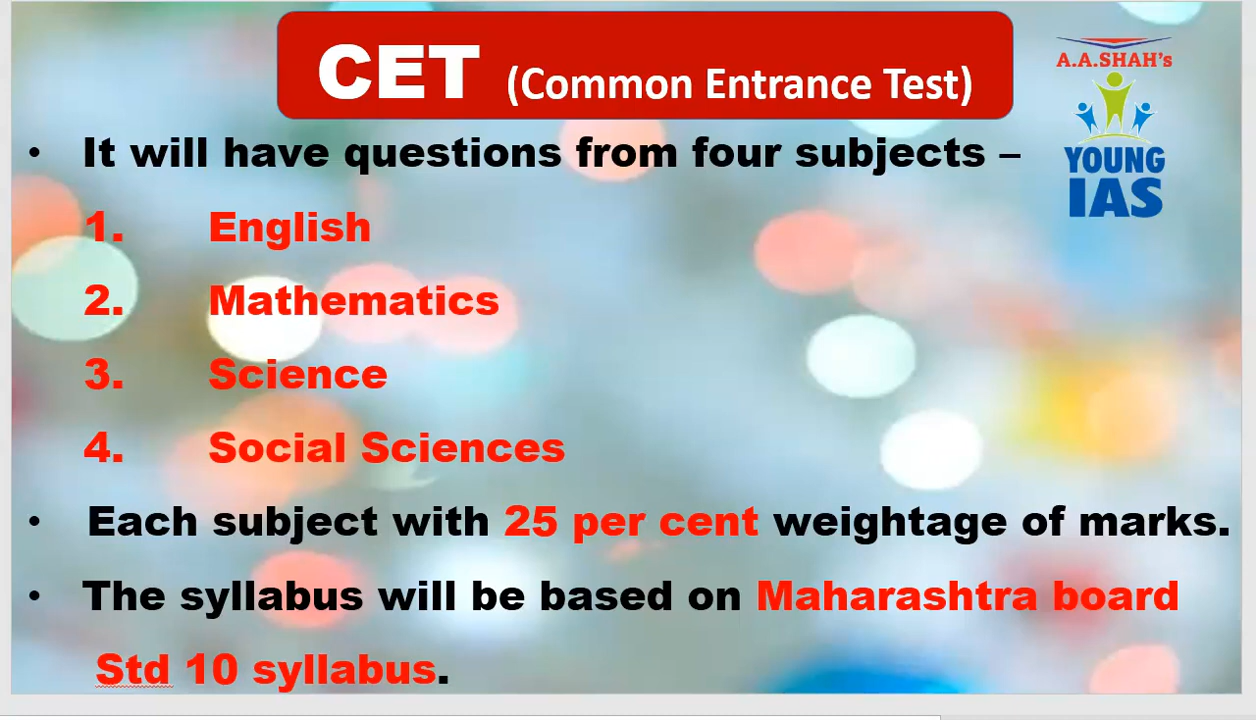 CET (Common Entrance Test)
A.A.SHAH's
YOUNG
IAS
• It will have questions from four subjects –
1. English
2. Mathematics
3. Science
4. Social Sciences
• Each subject with 25 per cent weightage of marks.
• The syllabus will be based on Maharashtra board
Std 10 syllabus.